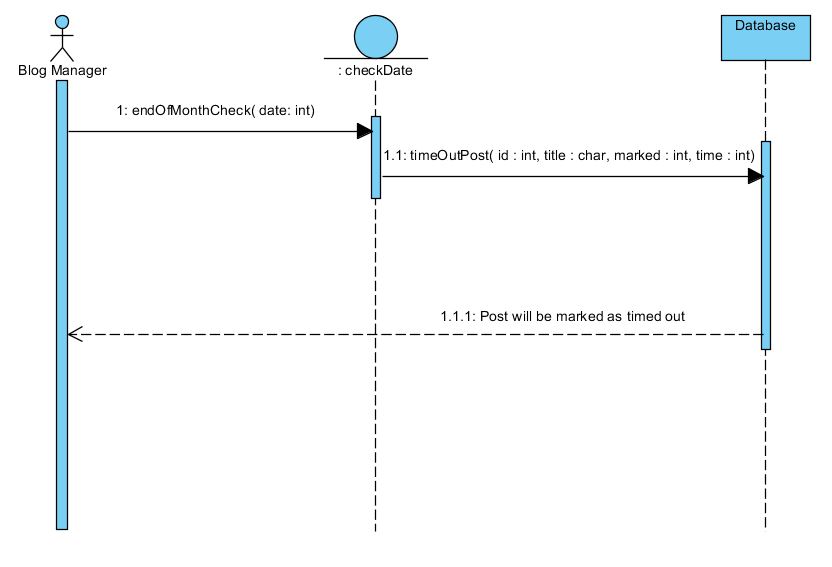 Blog Manager
: checkDate
Database
1: endOfMonthCheck( date: int)
1.1: timeOutPost( id : int, title : char, marked : int, time : int)
1.1.1: Post will be marked as timed out